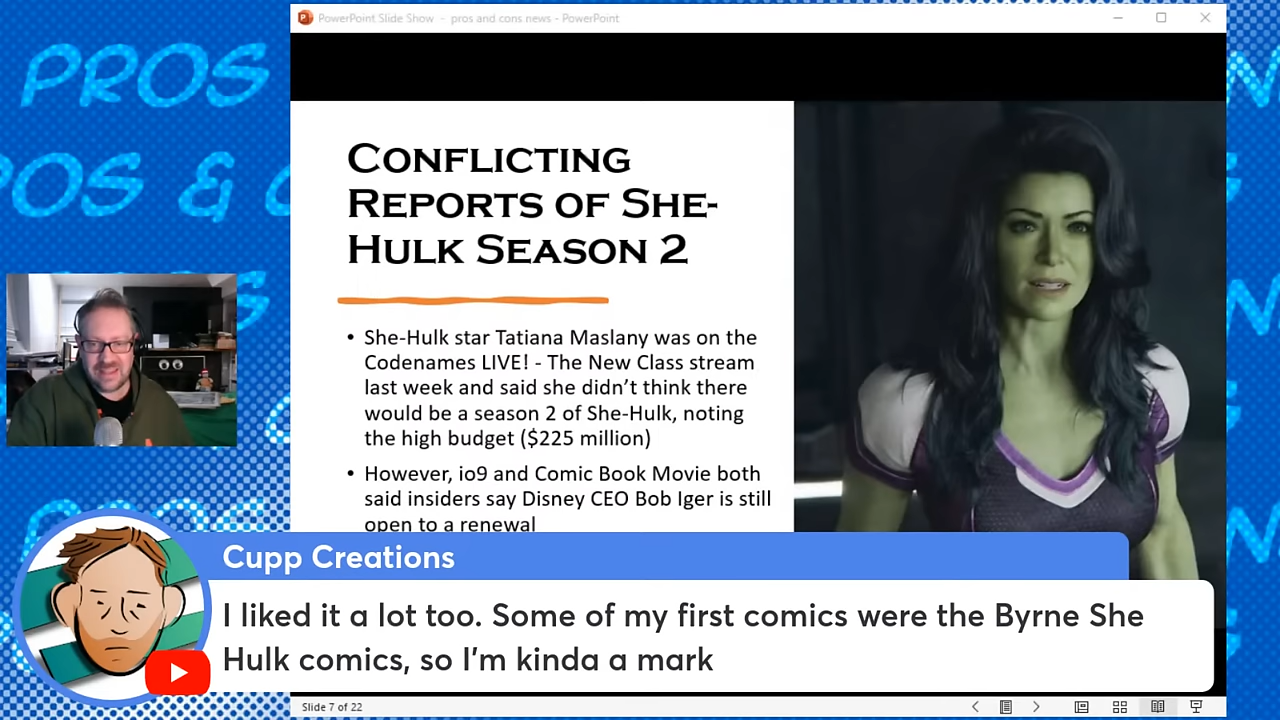 PowerPoint Slide Show - pros and cons news - PowerPoint
PROS
POS &
CONFLICTING
REPORTS OF SHE-
HULK SEASON 2
• She-Hulk star Tatiana Maslany was on the
Codenames LIVE! - The New Class stream
last week and said she didn’t think there
would be a season 2 of She-Hulk, noting
the high budget ($225 million)
• However, io9 and Comic Book Movie both
said insiders say Disney CEO Bob Iger is still
open to a renewal
Cupp Creations
I liked it a lot too. Some of my first comics were the Byrne She
Hulk comics, so I’m kinda a mark
Slide 7 of 22